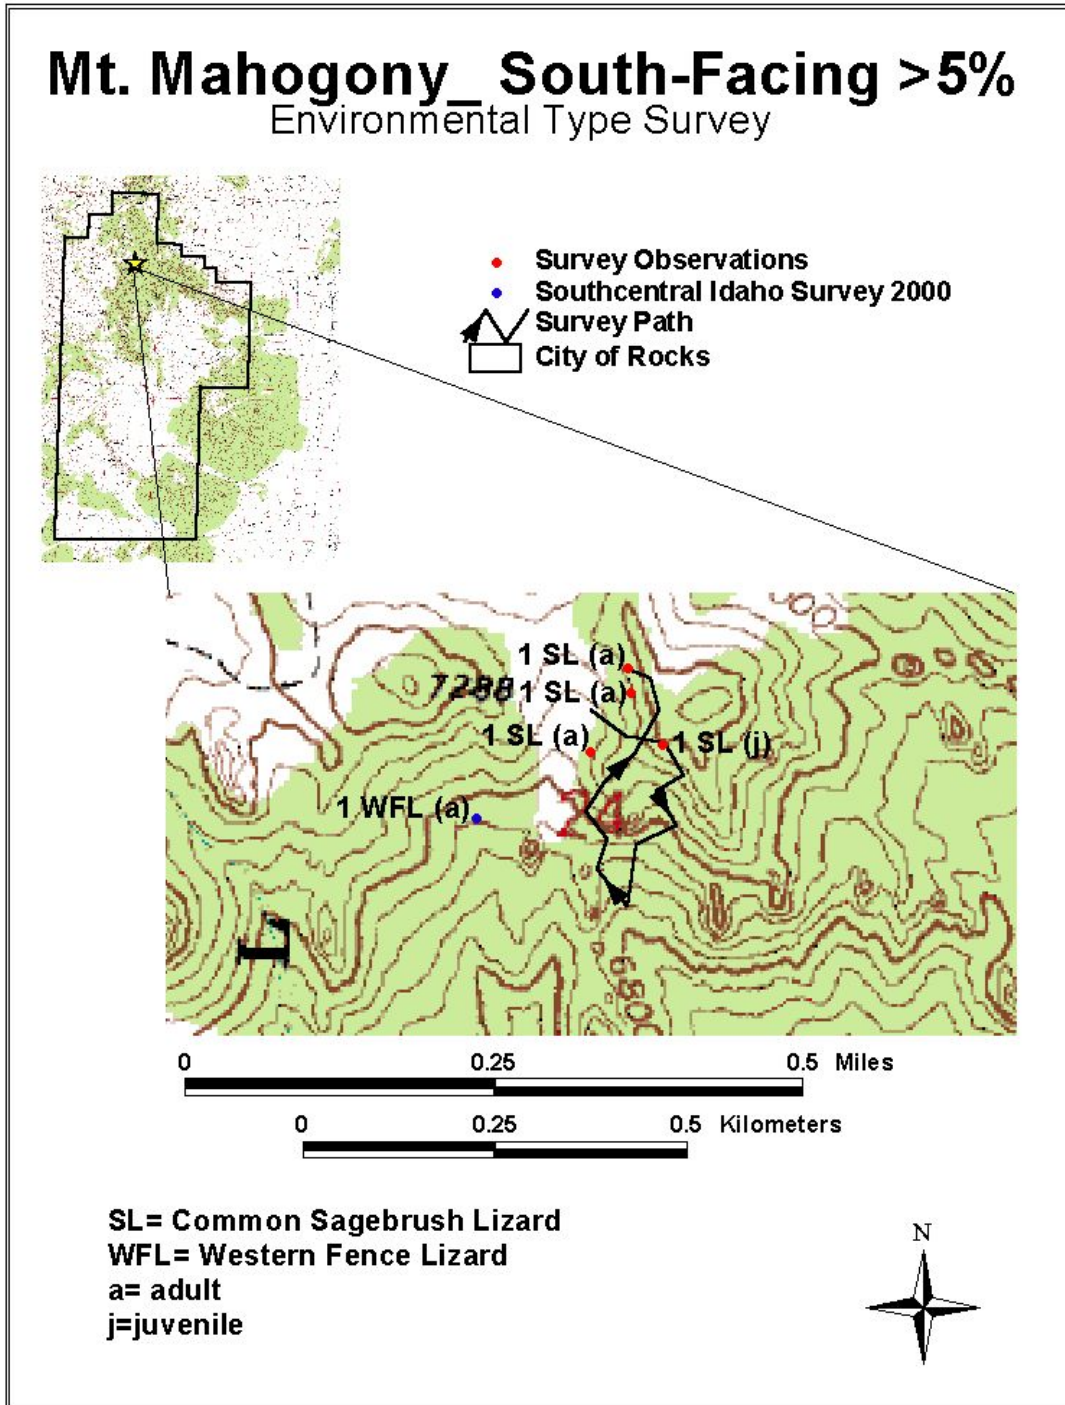 Mt. Mahogony_ South-Facing >5%
Environmental Type Survey
Survey Observations
Southcentral Idaho Survey 2000
Survey Path
City of Rocks
1 SL (a)
7288
1 SL (a)
1 SL (a)
1 SL (j)
1 WFL (a)
24
6800
0 0.25 0.5 Miles
0 0.25 0.5 Kilometers
SL= Common Sagebrush Lizard
WFL= Western Fence Lizard
a= adult
j=juvenile
N